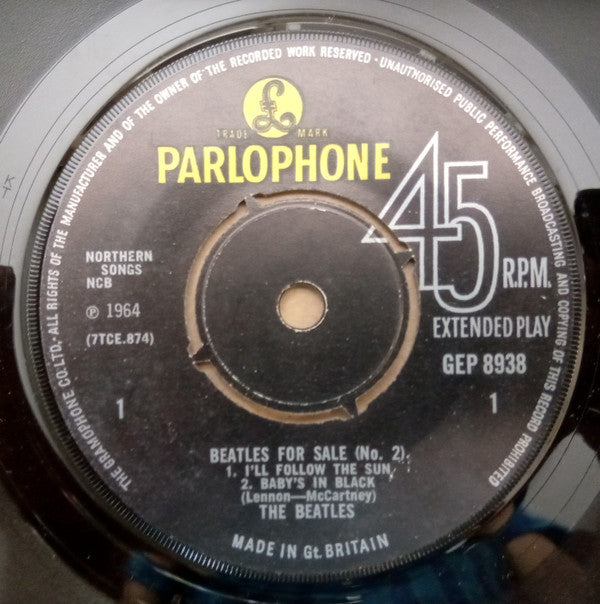 THE GRAMOPHONE CO. LTD. · ALL RIGHTS OF THE MANUFACTURER AND OF THE OWNER OF THE RECORDED WORK RESERVED · UNAUTHORISED PUBLIC PERFORMANCE BROADCASTING AND COPYING OF THIS RECORD PROHIBITED
£
TRADE MARK
PARLOPHONE
45
R.P.M.
EXTENDED PLAY
GEP 8938
NORTHERN
SONGS
NCB
℗ 1964
(7TCE.874)
1
1
BEATLES FOR SALE (No. 2)
1. I'LL FOLLOW THE SUN
2. BABY'S IN BLACK
(Lennon—McCartney)
THE BEATLES
MADE IN Gt. BRITAIN
KT